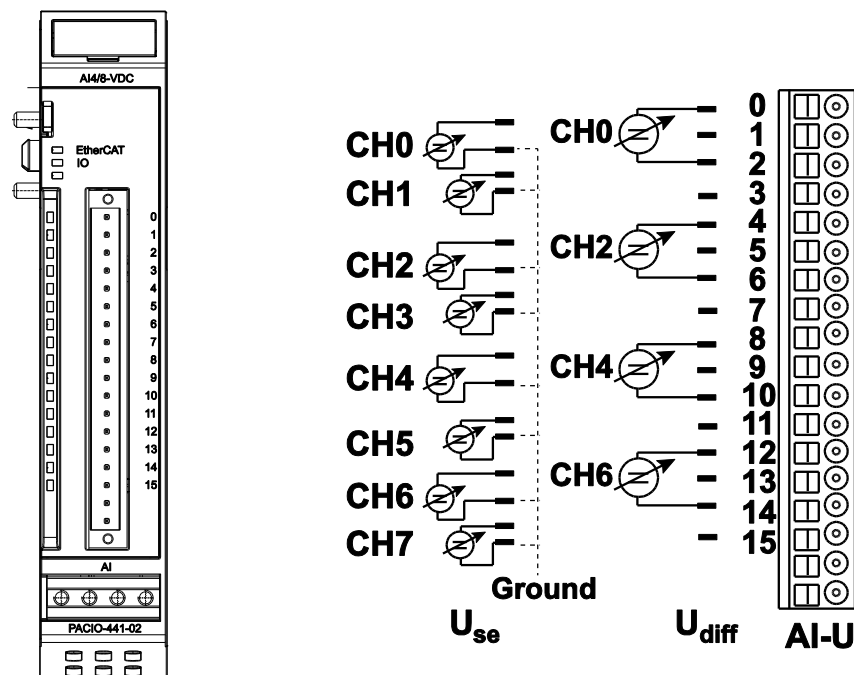 AI4/8-VDC
EtherCAT
IO
0
1
2
3
4
5
6
7
8
9
10
11
12
13
14
15
AI
PACIO-441-02
CH0
CH1
CH2
CH3
CH4
CH5
CH6
CH7
Ground
Use
CH0
CH2
CH4
CH6
Udiff
0
1
2
3
4
5
6
7
8
9
10
11
12
13
14
15
AI-U